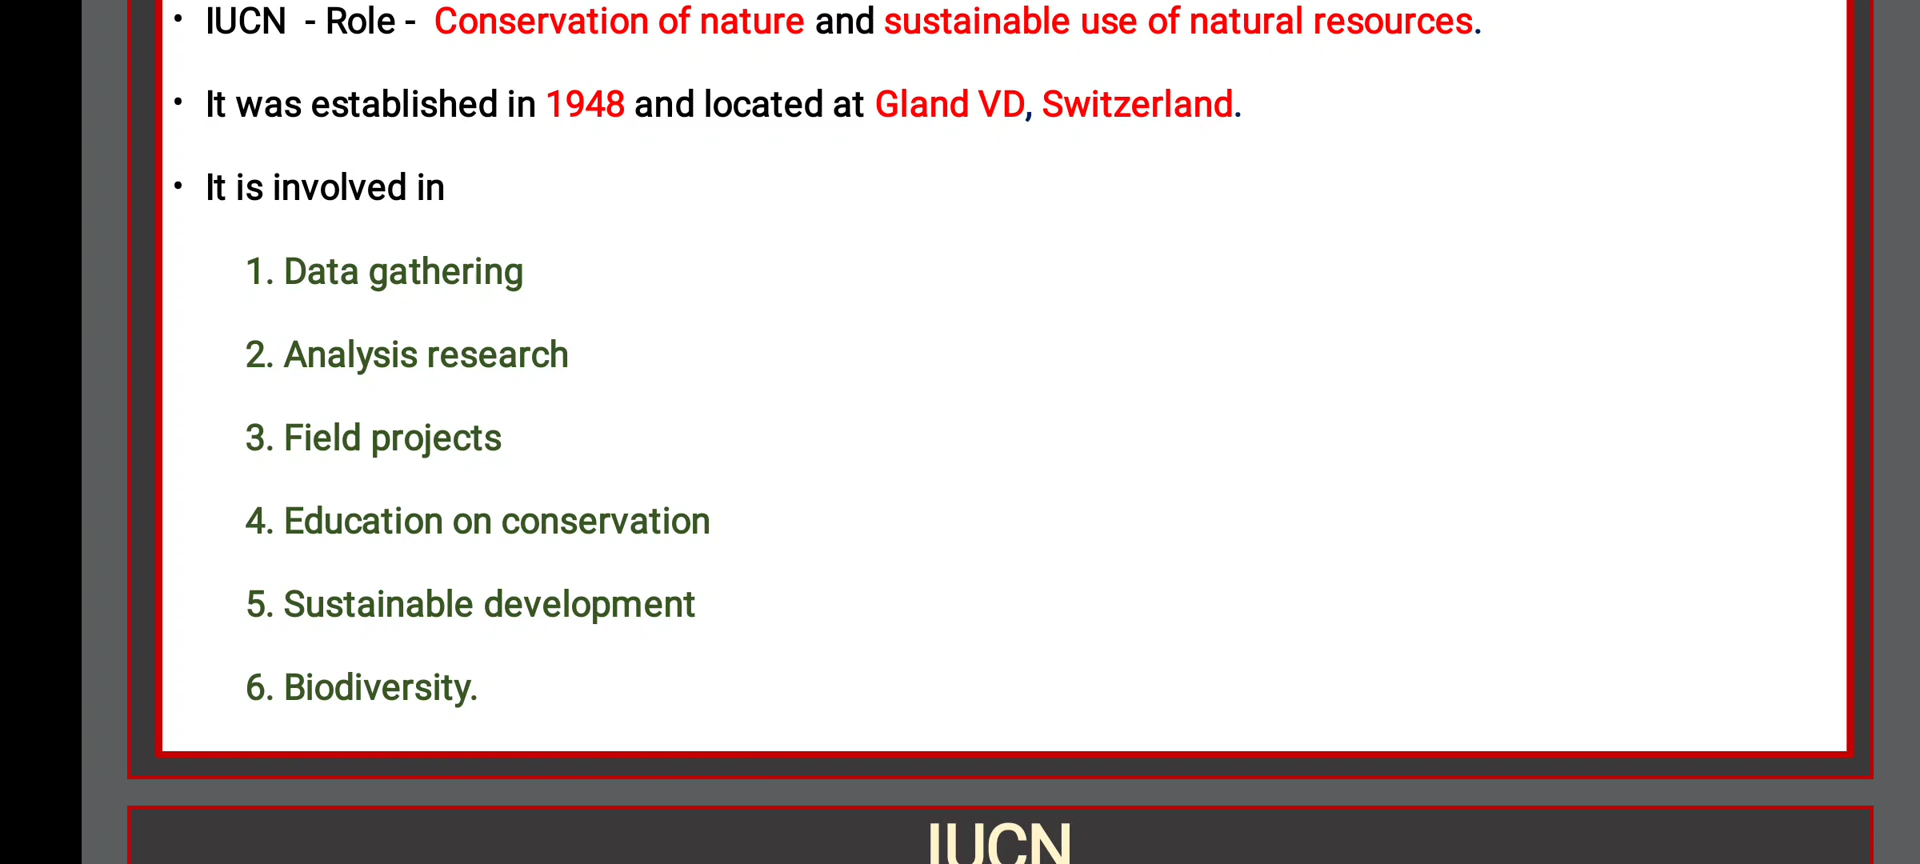 • IUCN - Role - Conservation of nature and sustainable use of natural resources.
• It was established in 1948 and located at Gland VD, Switzerland.
• It is involved in
1. Data gathering
2. Analysis research
3. Field projects
4. Education on conservation
5. Sustainable development
6. Biodiversity.
IUCN